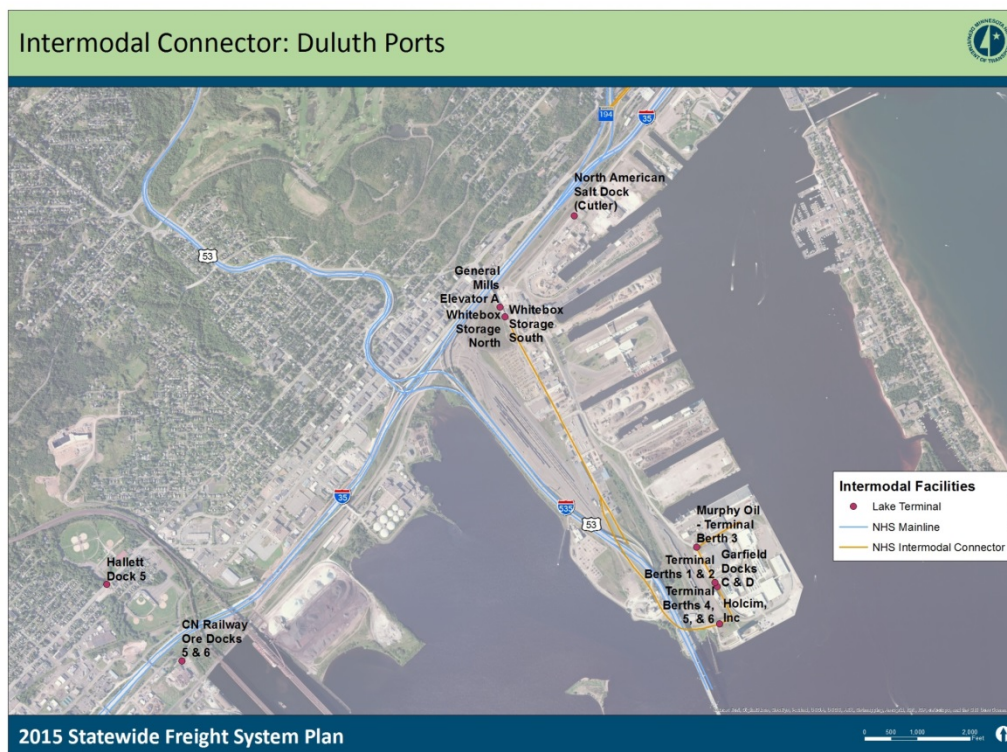 Intermodal Connector: Duluth Ports
194
35
North American
Salt Dock
(Cutler)
53
General
Mills
Elevator A
Whitebox
Storage
North
Whitebox
Storage
South
35
535
53
Intermodal Facilities
Lake Terminal
NHS Mainline
NHS Intermodal Connector
Murphy Oil
- Terminal
Berth 3
Terminal
Berths 1 & 2
Garfield
Docks
C & D
Terminal
Berths 4,
5, & 6
Holcim,
Inc
Hallett
Dock 5
CN Railway
Ore Docks
5 & 6
2015 Statewide Freight System Plan
0 500 1,000 2,000
Feet